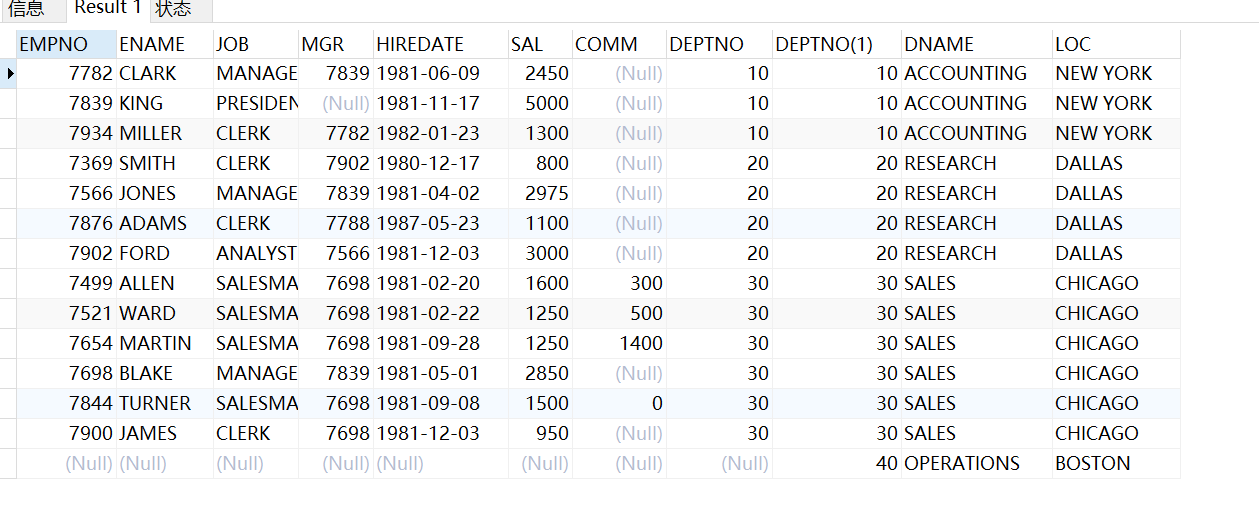 信息 Result 1 状态
EMPNO ENAME JOB MGR HIREDATE SAL COMM DEPTNO DEPTNO(1) DNAME LOC
7782 CLARK MANAGE 7839 1981-06-09 2450 (Null) 10 10 ACCOUNTING NEW YORK
7839 KING PRESIDEN (Null) 1981-11-17 5000 (Null) 10 10 ACCOUNTING NEW YORK
7934 MILLER CLERK 7782 1982-01-23 1300 (Null) 10 10 ACCOUNTING NEW YORK
7369 SMITH CLERK 7902 1980-12-17 800 (Null) 20 20 RESEARCH DALLAS
7566 JONES MANAGE 7839 1981-04-02 2975 (Null) 20 20 RESEARCH DALLAS
7876 ADAMS CLERK 7788 1987-05-23 1100 (Null) 20 20 RESEARCH DALLAS
7902 FORD ANALYST 7566 1981-12-03 3000 (Null) 20 20 RESEARCH DALLAS
7499 ALLEN SALESMA 7698 1981-02-20 1600 300 30 30 SALES CHICAGO
7521 WARD SALESMA 7698 1981-02-22 1250 500 30 30 SALES CHICAGO
7654 MARTIN SALESMA 7698 1981-09-28 1250 1400 30 30 SALES CHICAGO
7698 BLAKE MANAGE 7839 1981-05-01 2850 (Null) 30 30 SALES CHICAGO
7844 TURNER SALESMA 7698 1981-09-08 1500 0 30 30 SALES CHICAGO
7900 JAMES CLERK 7698 1981-12-03 950 (Null) 30 30 SALES CHICAGO
(Null) (Null) (Null) (Null) (Null) (Null) (Null) (Null) 40 OPERATIONS BOSTON